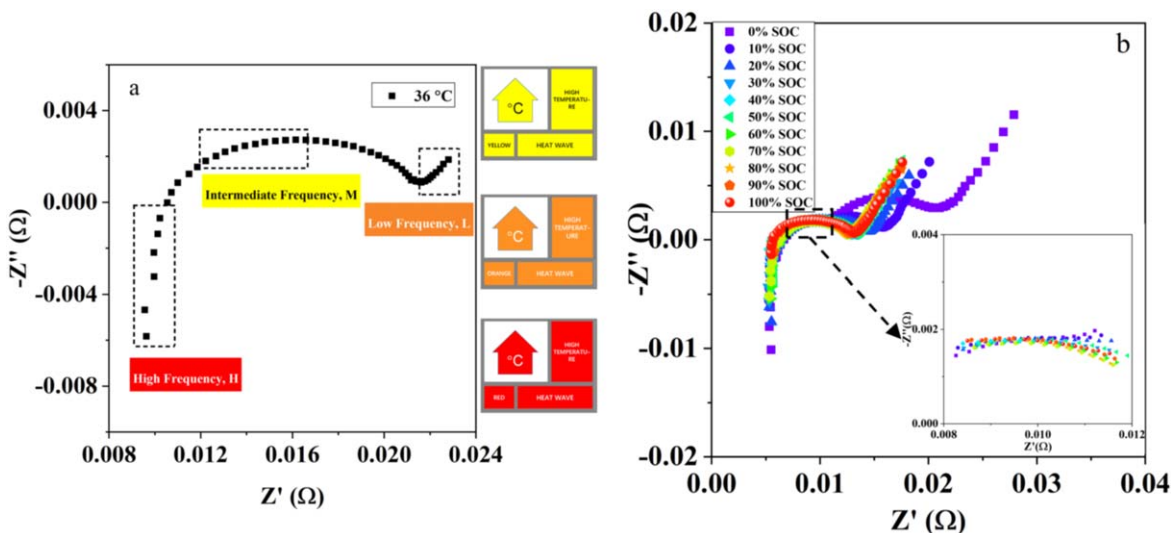 a
0.004
0.000
-0.004
-0.008
-Z'' (Ω)
0.008
0.012
0.016
0.020
0.024
Z' (Ω)
36 °C
Intermediate Frequency, M
Low Frequency, L
High Frequency, H
°C
HIGH
TEMPERATU-
RE
YELLOW
HEAT WAVE
°C
HIGH
TEMPERAT-
URE
ORANGE
HEAT WAVE
°C
HIGH
TEMPERATU-
RE
RED
HEAT WAVE
b
0.02
0.01
0.00
-0.01
-0.02
-Z'' (Ω)
0.00
0.01
0.02
0.03
0.04
Z' (Ω)
0% SOC
10% SOC
20% SOC
30% SOC
40% SOC
50% SOC
60% SOC
70% SOC
80% SOC
90% SOC
100% SOC
0.004
0.002
0.000
-Z''(Ω)
0.008
0.010
0.012
Z'(Ω)